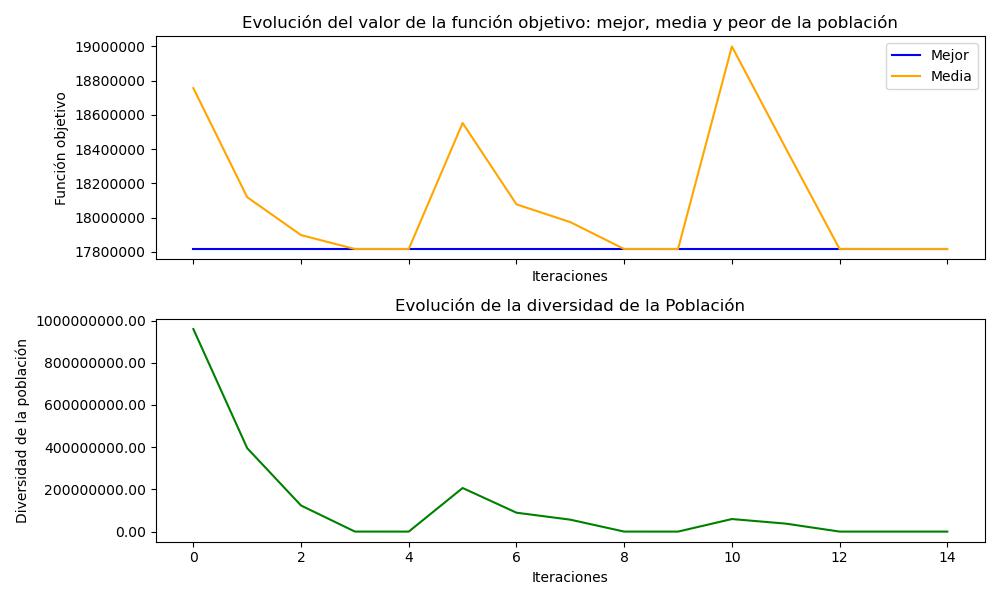 Evolución del valor de la función objetivo: mejor, media y peor de la población
19000000
18800000
18600000
18400000
18200000
18000000
17800000
Función objetivo
Mejor
Media
Iteraciones
Evolución de la diversidad de la Población
1000000000.00
800000000.00
600000000.00
400000000.00
200000000.00
0.00
Diversidad de la población
0 2 4 6 8 10 12 14
Iteraciones